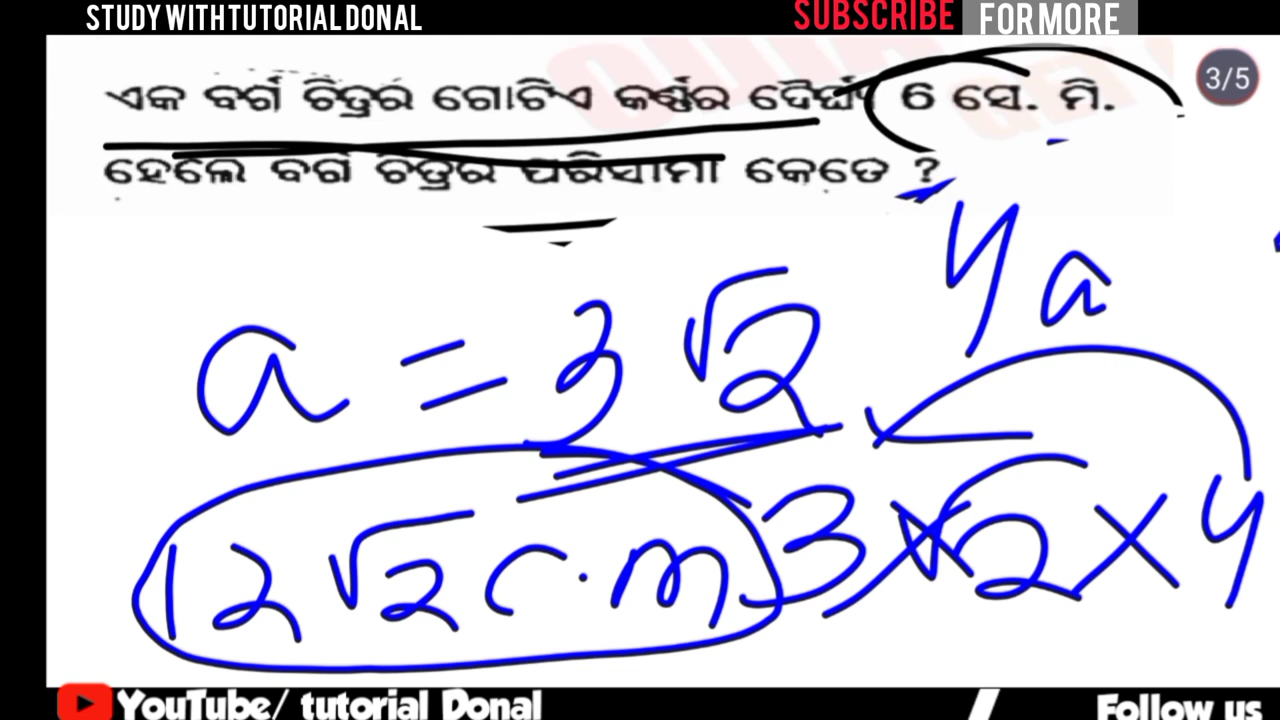 STUDY WITH TUTORIAL DONAL
SUBSCRIBE FOR MORE
3/5
ଏକ ବର୍ଗ ଚିତ୍ରର ଗୋଟିଏ କର୍ଣ୍ଣର ଦୈର୍ଘ୍ୟ 6 ସେ. ମି.
ହେଲେ ବର୍ଗ ଚିତ୍ରର ପରିସୀମା କେତେ ?
4a
a = 3√2
3×√2×4
12√2 c.m
YouTube/ tutorial Donal
/ Follow us